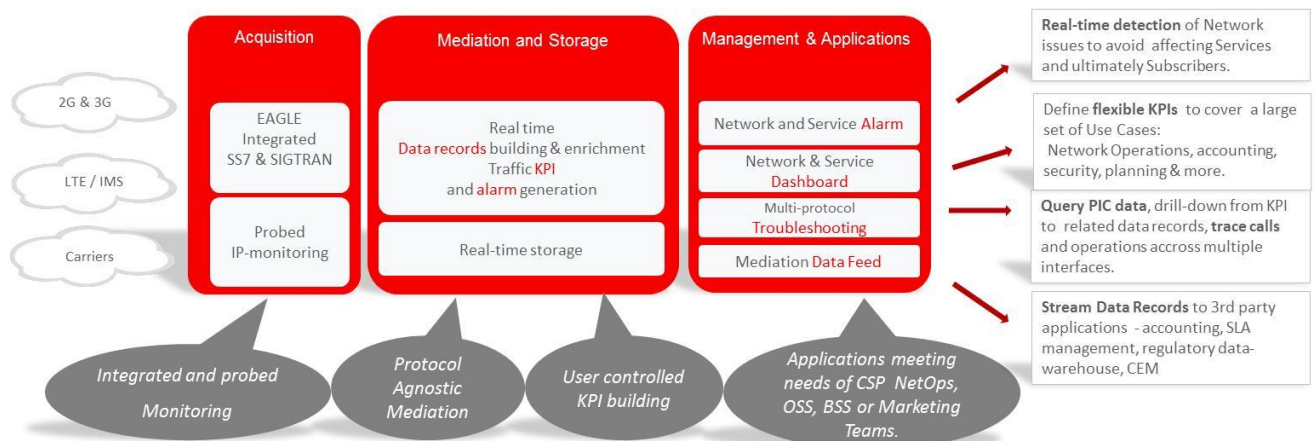 2G & 3G
LTE / IMS
Carriers
Acquisition
EAGLE
Integrated
SS7 & SIGTRAN
Probed
IP-monitoring
Mediation and Storage
Real time
Data records building & enrichment
Traffic KPI
and alarm generation
Real-time storage
Management & Applications
Network and Service Alarm
Network & Service
Dashboard
Multi-protocol
Troubleshooting
Mediation Data Feed
Real-time detection of Network
issues to avoid affecting Services
and ultimately Subscribers.
Define flexible KPIs to cover a large
set of Use Cases:
Network Operations, accounting,
security, planning & more.
Query PIC data, drill-down from KPI
to related data records, trace calls
and operations accross multiple
interfaces.
Stream Data Records to 3rd party
applications - accounting, SLA
management, regulatory data-
warehouse, CEM
Integrated and probed
Monitoring
Protocol
Agnostic
Mediation
User controlled
KPI building
Applications meeting
needs of CSP NetOps,
OSS, BSS or Marketing
Teams.